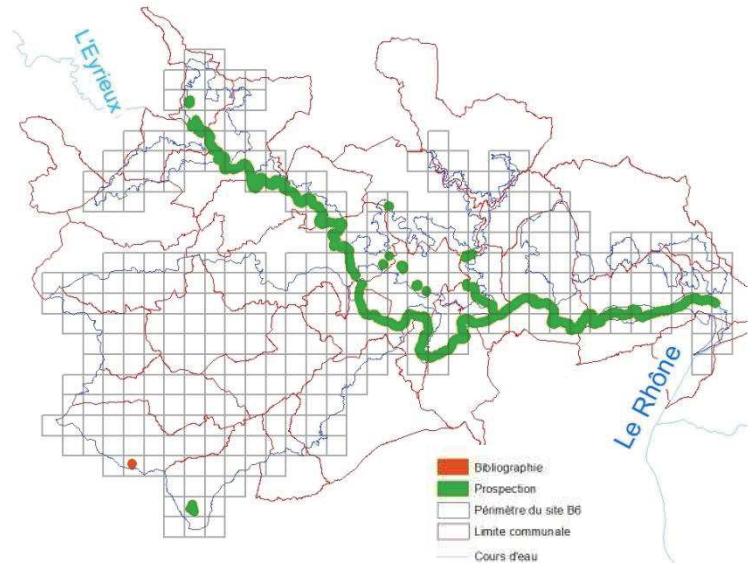 L'Eyrieux
Le Rhône
Bibliographie
Prospection
Périmètre du site B6
Limite communale
Cours d'eau